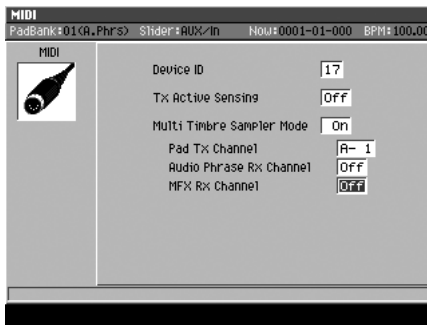 MIDI
PadBank:01(A.Phrs) Slider:AUX/In Now:0001-01-000 BPM:100.00
MIDI
Device ID 17
Tx Active Sensing Off
Multi Timbre Sampler Mode On
Pad Tx Channel A- 1
Audio Phrase Rx Channel Off
MFX Rx Channel Off